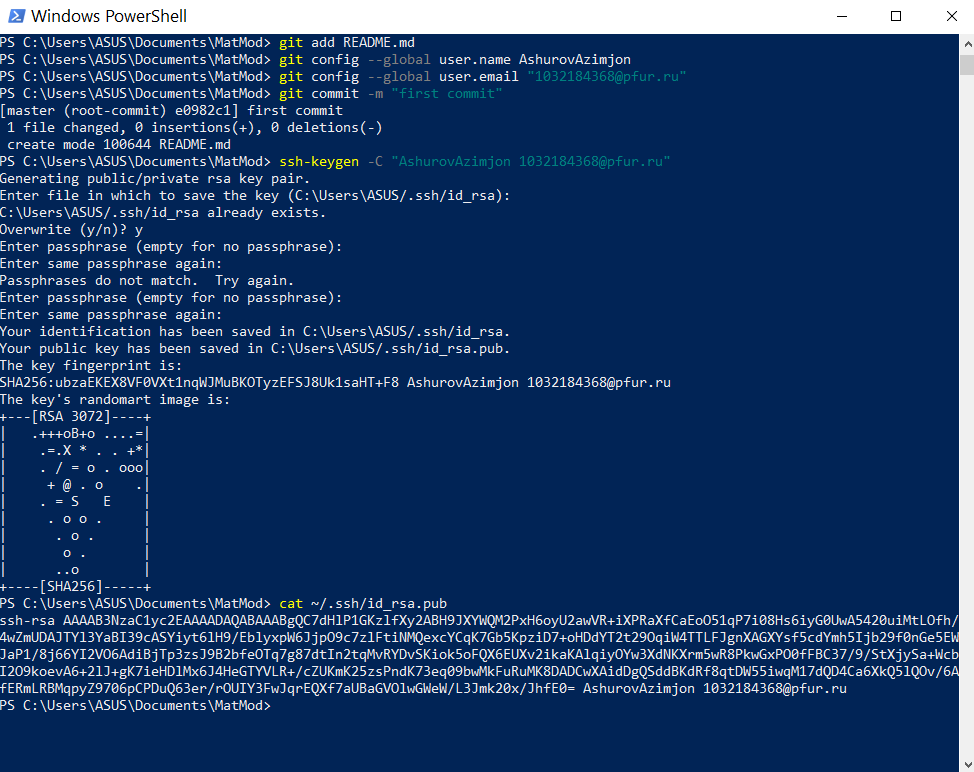 Windows PowerShell
PS C:\Users\ASUS\Documents\MatMod> git add README.md
PS C:\Users\ASUS\Documents\MatMod> git config --global user.name AshurovAzimjon
PS C:\Users\ASUS\Documents\MatMod> git config --global user.email "1032184368@pfur.ru"
PS C:\Users\ASUS\Documents\MatMod> git commit -m "first commit"
[master (root-commit) e0982c1] first commit
 1 file changed, 0 insertions(+), 0 deletions(-)
 create mode 100644 README.md
PS C:\Users\ASUS\Documents\MatMod> ssh-keygen -C "AshurovAzimjon 1032184368@pfur.ru"
Generating public/private rsa key pair.
Enter file in which to save the key (C:\Users\ASUS/.ssh/id_rsa):
C:\Users\ASUS/.ssh/id_rsa already exists.
Overwrite (y/n)? y
Enter passphrase (empty for no passphrase):
Enter same passphrase again:
Passphrases do not match.  Try again.
Enter passphrase (empty for no passphrase):
Enter same passphrase again:
Your identification has been saved in C:\Users\ASUS/.ssh/id_rsa.
Your public key has been saved in C:\Users\ASUS/.ssh/id_rsa.pub.
The key fingerprint is:
SHA256:ubzaEKEX8VF0VXt1nqWJMuBKOTyzEFSJ8Uk1saHT+F8 AshurovAzimjon 1032184368@pfur.ru
The key's randomart image is:
+---[RSA 3072]----+
|   .+++oB+o ....=|
|    .=.X * . . +*|
|    . / = o . ooo|
|     + @ . o    .|
|    . = S   E    |
|     . o o .     |
|      . o .      |
|       o .       |
|      ..o        |
+----[SHA256]-----+
PS C:\Users\ASUS\Documents\MatMod> cat ~/.ssh/id_rsa.pub
ssh-rsa AAAAB3NzaC1yc2EAAAADAQABAAABgQC7dHlP1GKzlfXy2ABH9JXYWQM2PxH6oyU2awVR+iXPRaXfCaEoO51qP7i08Hs6iyG0UwA5420uiMtLOfh/
4wZmUDAJTYl3YaBI39cASYiyt6lH9/EblyxpW6JjpO9c7zlFtiNMQexcYCqK7Gb5KpziD7+oHDdYT2t29OqiW4TTLFJgnXAGXYsf5cdYmh5Ijb29f0nGe5EW
JaP1/8j66YI2VO6AdiBjTp3zsJ9B2bfeOTq7g87dtIn2tqMvRYDvSKiok5oFQX6EUXv2ikaKAlqiyOYw3XdNKXrm5wR8PkwGxPO0fFBC37/9/StXjySa+Wcb
I2O9koevA6+2lJ+gK7ieHDlMx6J4HeGTYVLR+/cZUKmK25zsPndK73eq09bwMkFuRuMK8DADCwXAidDgQSddBKdRf8qtDW55iwqM17dQD4Ca6XkQ5lQOv/6A
fERmLRBMqpyZ9706pCPDuQ63er/rOUIY3FwJqrEQXf7aUBaGVOlwGWeW/L3Jmk20x/JhfE0= AshurovAzimjon 1032184368@pfur.ru
PS C:\Users\ASUS\Documents\MatMod>